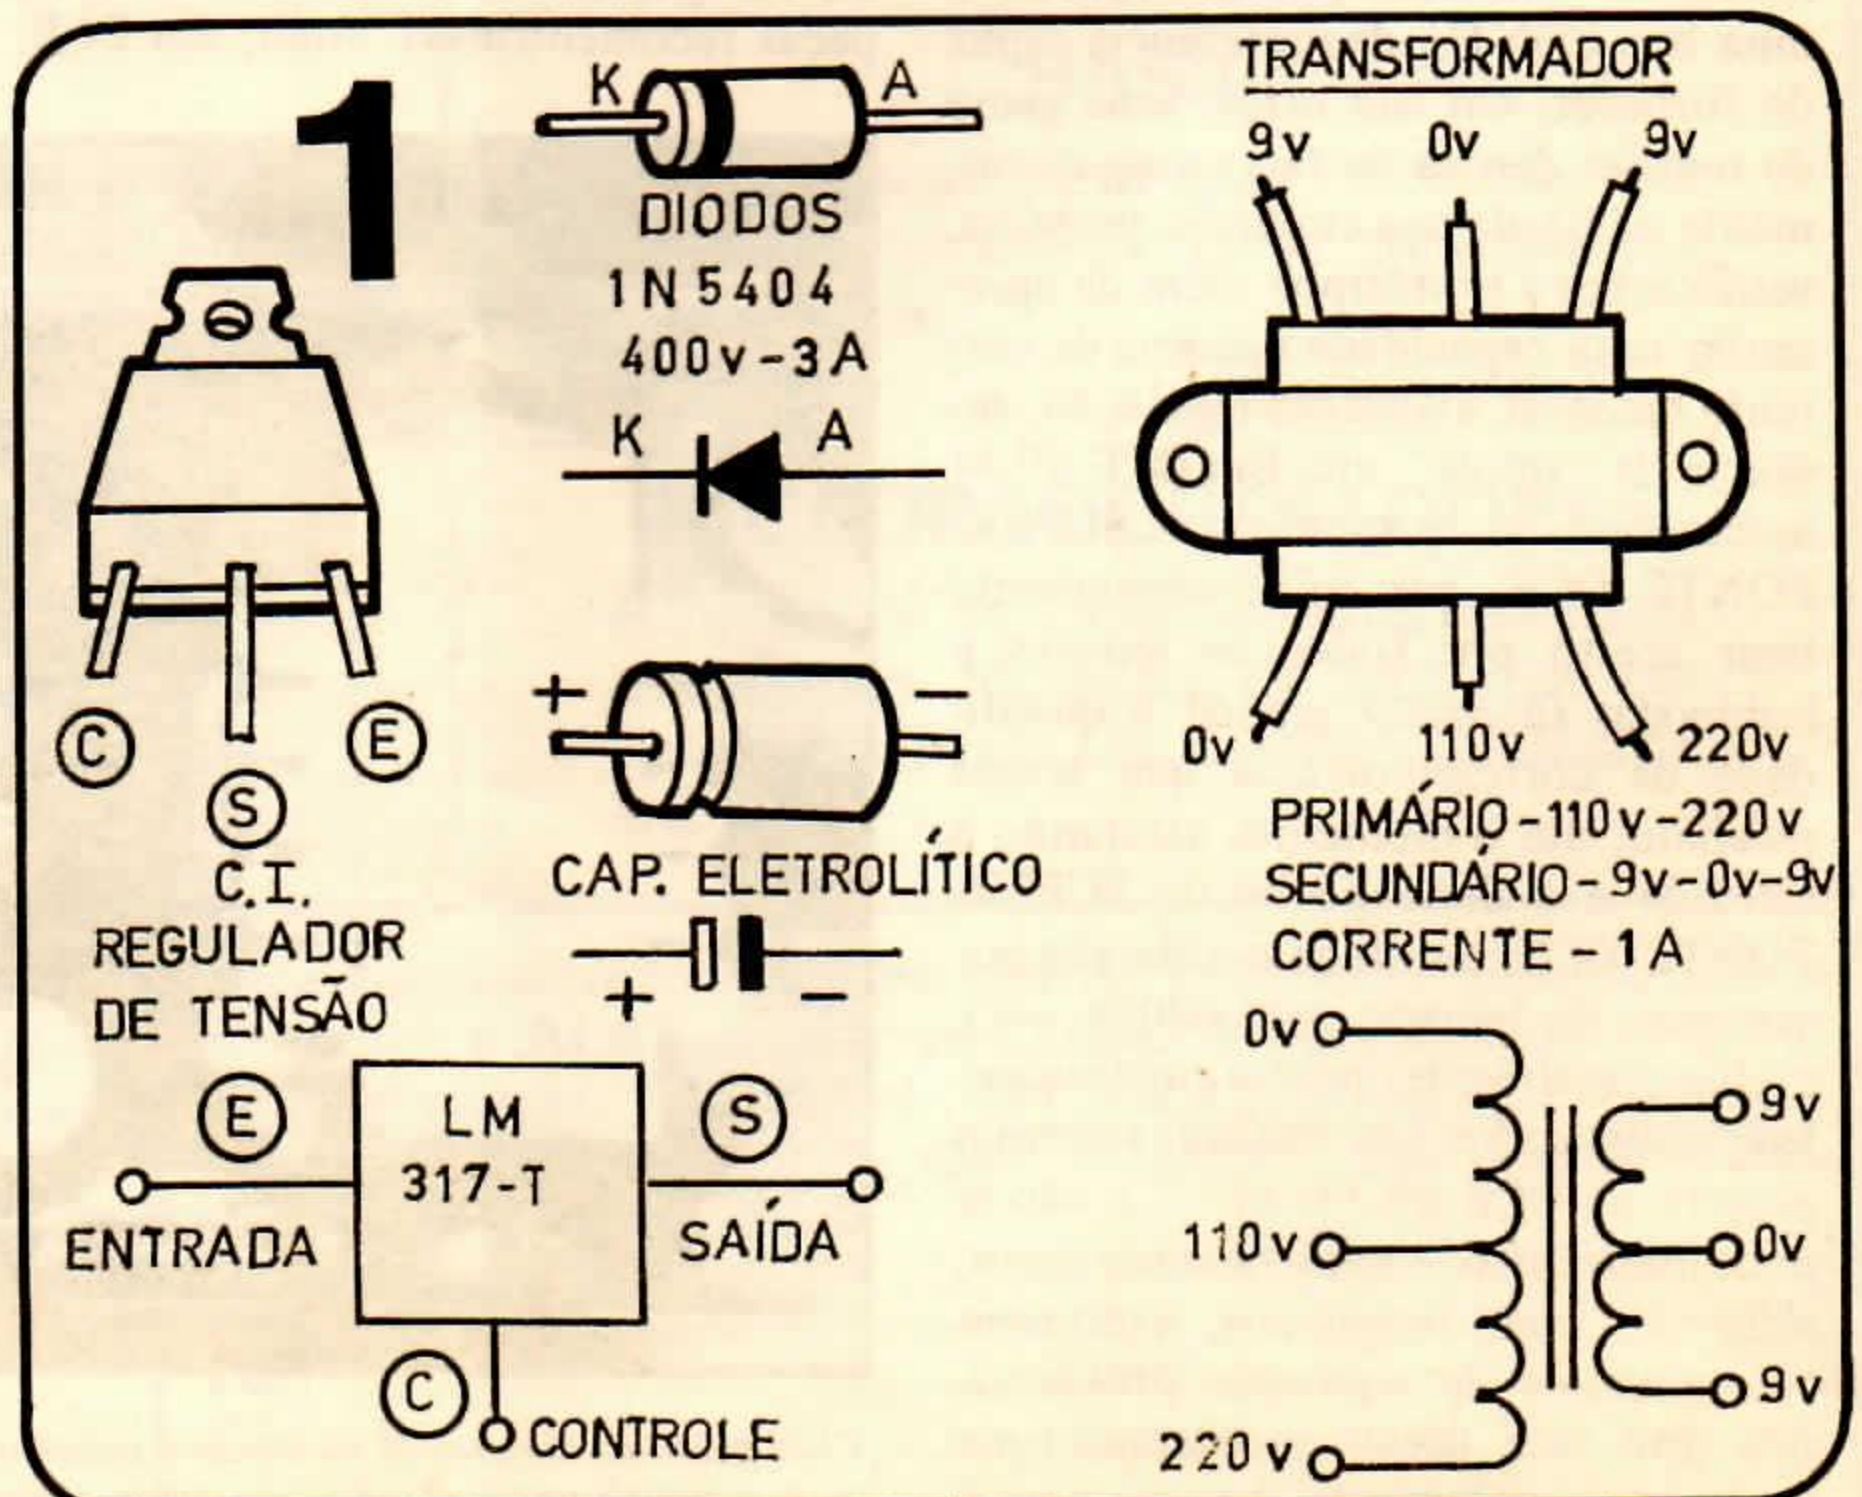 1
K A
DIODOS
1N5404
400v-3A
K A
C
S
E
C.I.
REGULADOR
DE TENSÃO
+ −
CAP. ELETROLÍTICO
+ −
E
LM
317-T
S
ENTRADA
SAÍDA
C
CONTROLE
TRANSFORMADOR
9v 0v 9v
0v 110v 220v
PRIMÁRIO-110v-220v
SECUNDÁRIO-9v-0v-9v
CORRENTE-1A
0v
9v
110v
0v
9v
220v